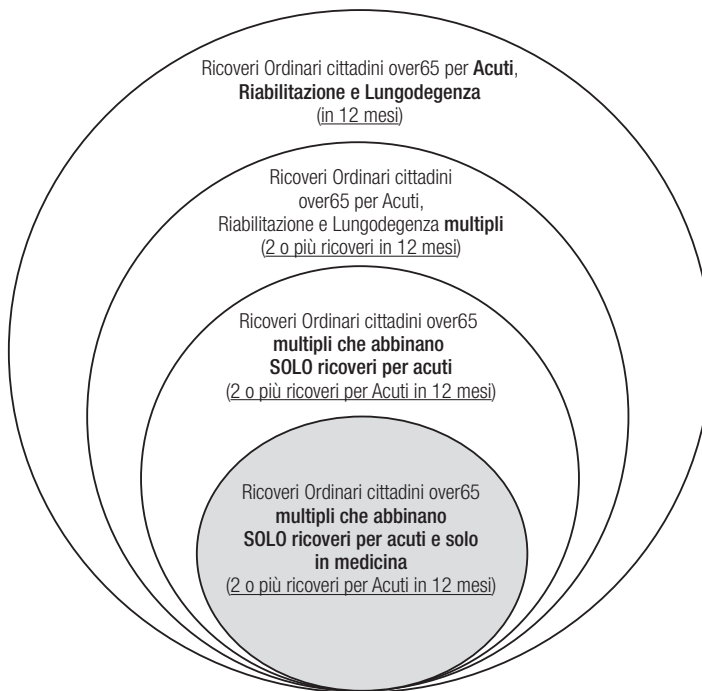 Ricoveri Ordinari cittadini over65 per Acuti,
Riabilitazione e Lungodegenza
(in 12 mesi)
Ricoveri Ordinari cittadini
over65 per Acuti,
Riabilitazione e Lungodegenza multipli
(2 o più ricoveri in 12 mesi)
Ricoveri Ordinari cittadini over65
multipli che abbinano
SOLO ricoveri per acuti
(2 o più ricoveri per Acuti in 12 mesi)
Ricoveri Ordinari cittadini over65
multipli che abbinano
SOLO ricoveri per acuti e solo
in medicina
(2 o più ricoveri per Acuti in 12 mesi)